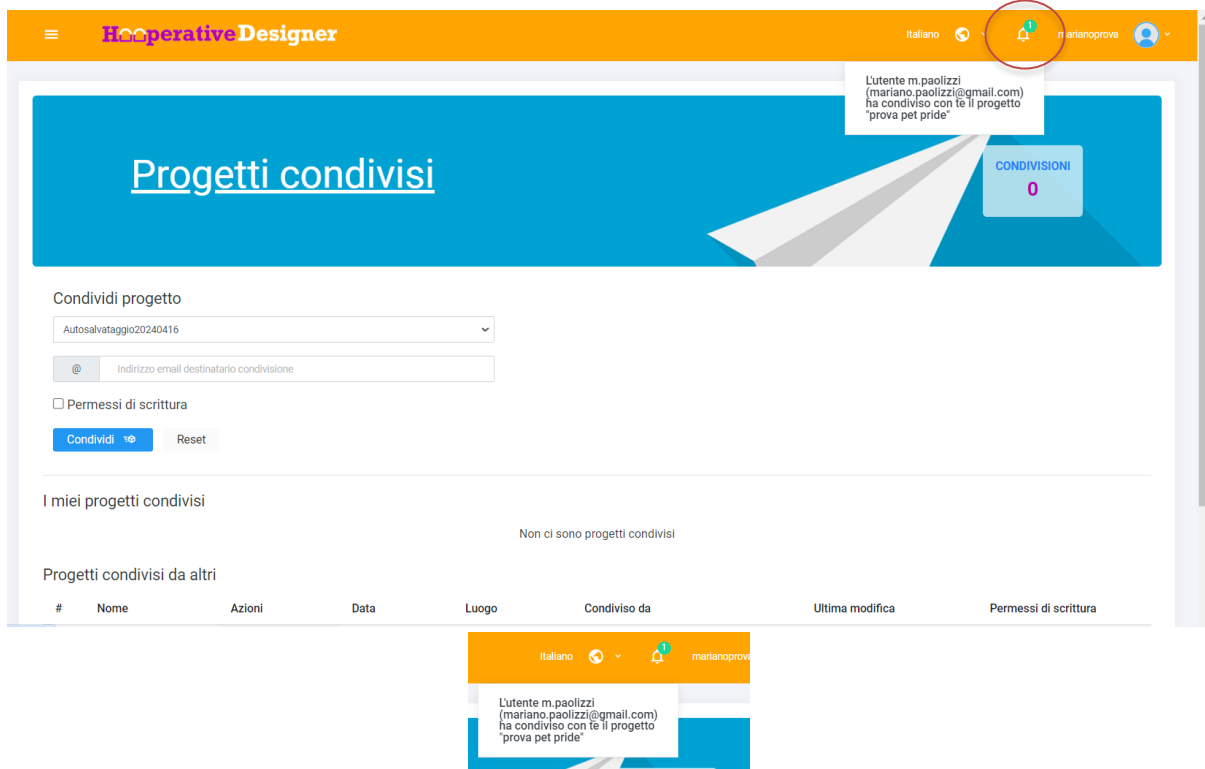 Hooperative Designer
Italiano
1
marianoprova
L'utente m.paolizzi
(mariano.paolizzi@gmail.com)
ha condiviso con te il progetto
"prova pet pride"
Progetti condivisi
CONDIVISIONI
0
Condividi progetto
Autosalvataggio20240416
@ Indirizzo email destinatario condivisione
Permessi di scrittura
Condividi Reset
I miei progetti condivisi
Non ci sono progetti condivisi
Progetti condivisi da altri
# Nome Azioni Data Luogo Condiviso da Ultima modifica Permessi di scrittura
Italiano 1 marianoprova
L'utente m.paolizzi
(mariano.paolizzi@gmail.com)
ha condiviso con te il progetto
"prova pet pride"